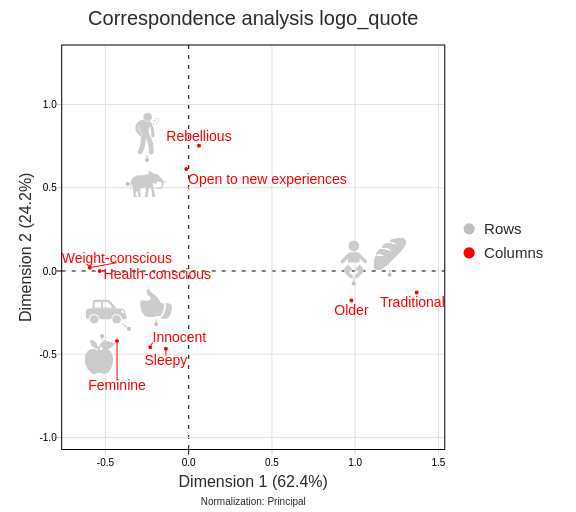 Correspondence analysis logo_quote
Dimension 2 (24.2%)
1.0
0.5
0.0
-0.5
-1.0
Rebellious
Open to new experiences
Weight-conscious
Health-conscious
Older
Traditional
Innocent
Sleepy
Feminine
Rows
Columns
-0.5
0.0
0.5
1.0
1.5
Dimension 1 (62.4%)
Normalization: Principal